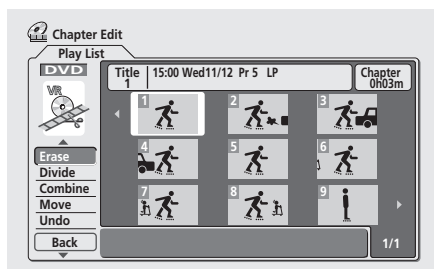 Chapter Edit
Play List
DVD
VR
Title 1
15:00 Wed11/12 Pr 5 LP
Chapter
0h03m
1
2
3
4
5
6
7
8
9
Erase
Divide
Combine
Move
Undo
Back
1/1